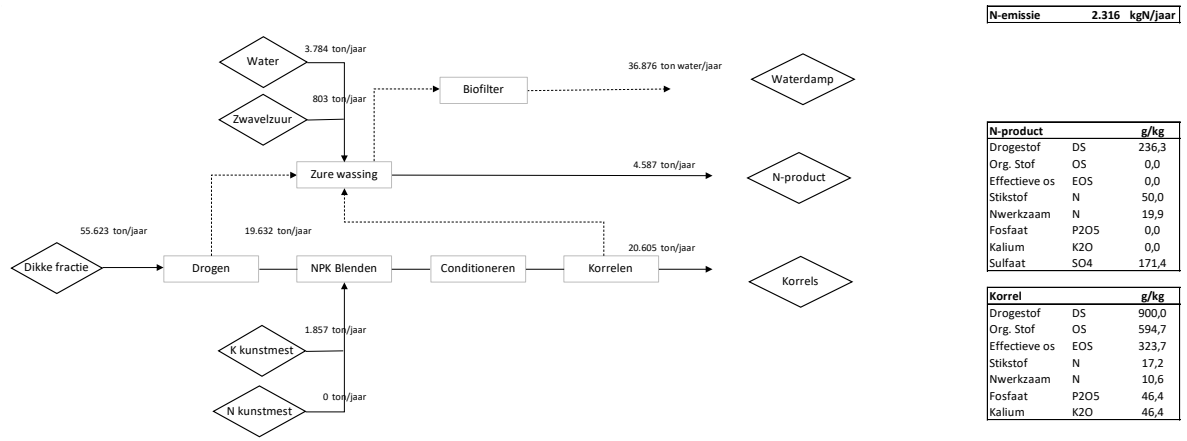 N-emissie 2.316 kgN/jaar
3.784 ton/jaar
Water
36.876 ton water/jaar
Waterdamp
Biofilter
803 ton/jaar
Zwavelzuur
4.587 ton/jaar
Zure wassing
N-product
55.623 ton/jaar
19.632 ton/jaar
20.605 ton/jaar
Dikke fractie
Drogen
NPK Blenden
Conditioneren
Korrelen
Korrels
1.857 ton/jaar
K kunstmest
0 ton/jaar
N kunstmest
N-product g/kg
Drogestof DS 236,3
Org. Stof OS 0,0
Effectieve os EOS 0,0
Stikstof N 50,0
Nwerkzaam N 19,9
Fosfaat P2O5 0,0
Kalium K2O 0,0
Sulfaat SO4 171,4
Korrel g/kg
Drogestof DS 900,0
Org. Stof OS 594,7
Effectieve os EOS 323,7
Stikstof N 17,2
Nwerkzaam N 10,6
Fosfaat P2O5 46,4
Kalium K2O 46,4